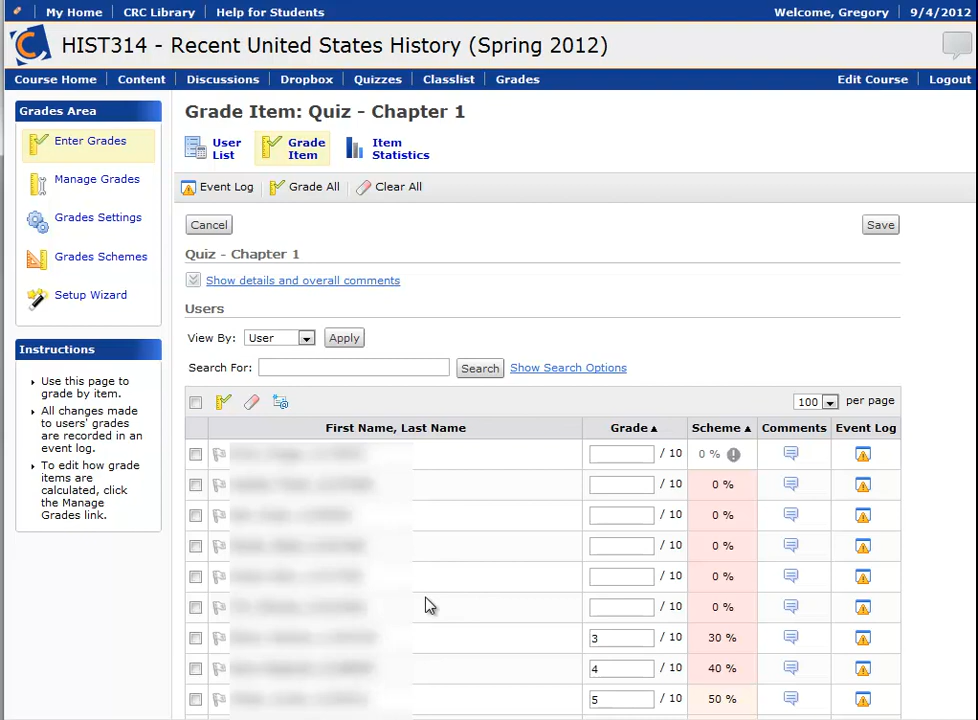 My Home CRC Library Help for Students Welcome, Gregory 9/4/2012
HIST314 - Recent United States History (Spring 2012)
Course Home Content Discussions Dropbox Quizzes Classlist Grades Edit Course Logout
Grades Area
Enter Grades
Manage Grades
Grades Settings
Grades Schemes
Setup Wizard
Instructions
Use this page to
grade by item.
All changes made
to users' grades
are recorded in
an event log.
To edit how grade
items are
calculated, click
the Manage
Grades link.
Grade Item: Quiz - Chapter 1
User
List
Grade
Item
Item
Statistics
Event Log Grade All Clear All
Cancel Save
Quiz - Chapter 1
Show details and overall comments
Users
View By: User Apply
Search For: Search Show Search Options
100 per page
First Name, Last Name Grade Scheme Comments Event Log
/ 10 0 %
/ 10 0 %
/ 10 0 %
/ 10 0 %
/ 10 0 %
/ 10 0 %
3 / 10 30 %
4 / 10 40 %
5 / 10 50 %